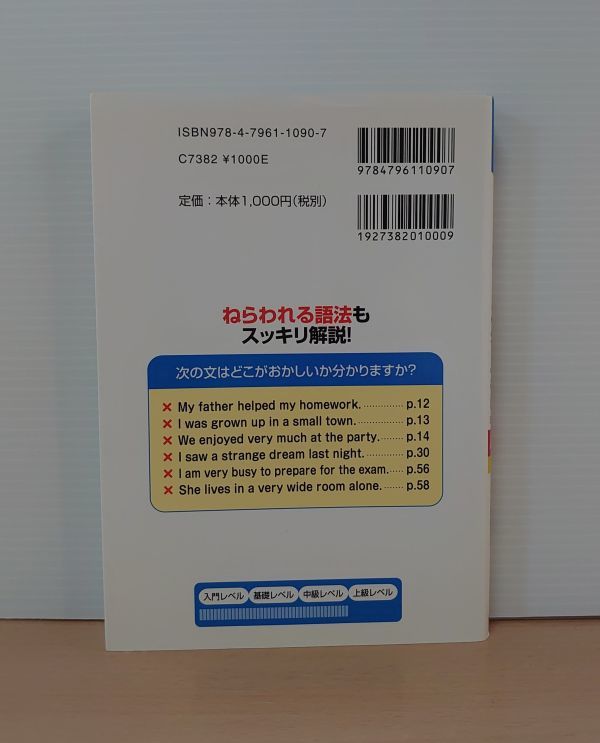 ISBN978-4-7961-1090-7
C7382 ¥1000E
9784796110907
定価：本体1,000円（税別）
1927382010009
ねらわれる語法も
スッキリ解説!
次の文はどこがおかしいか分かりますか?
× My father helped my homework. ............ p.12
× I was grown up in a small town. ............ p.13
× We enjoyed very much at the party. ....... p.14
× I saw a strange dream last night. ............ p.30
× I am very busy to prepare for the exam. .... p.56
× She lives in a very wide room alone. ....... p.58
入門レベル 基礎レベル 中級レベル 上級レベル